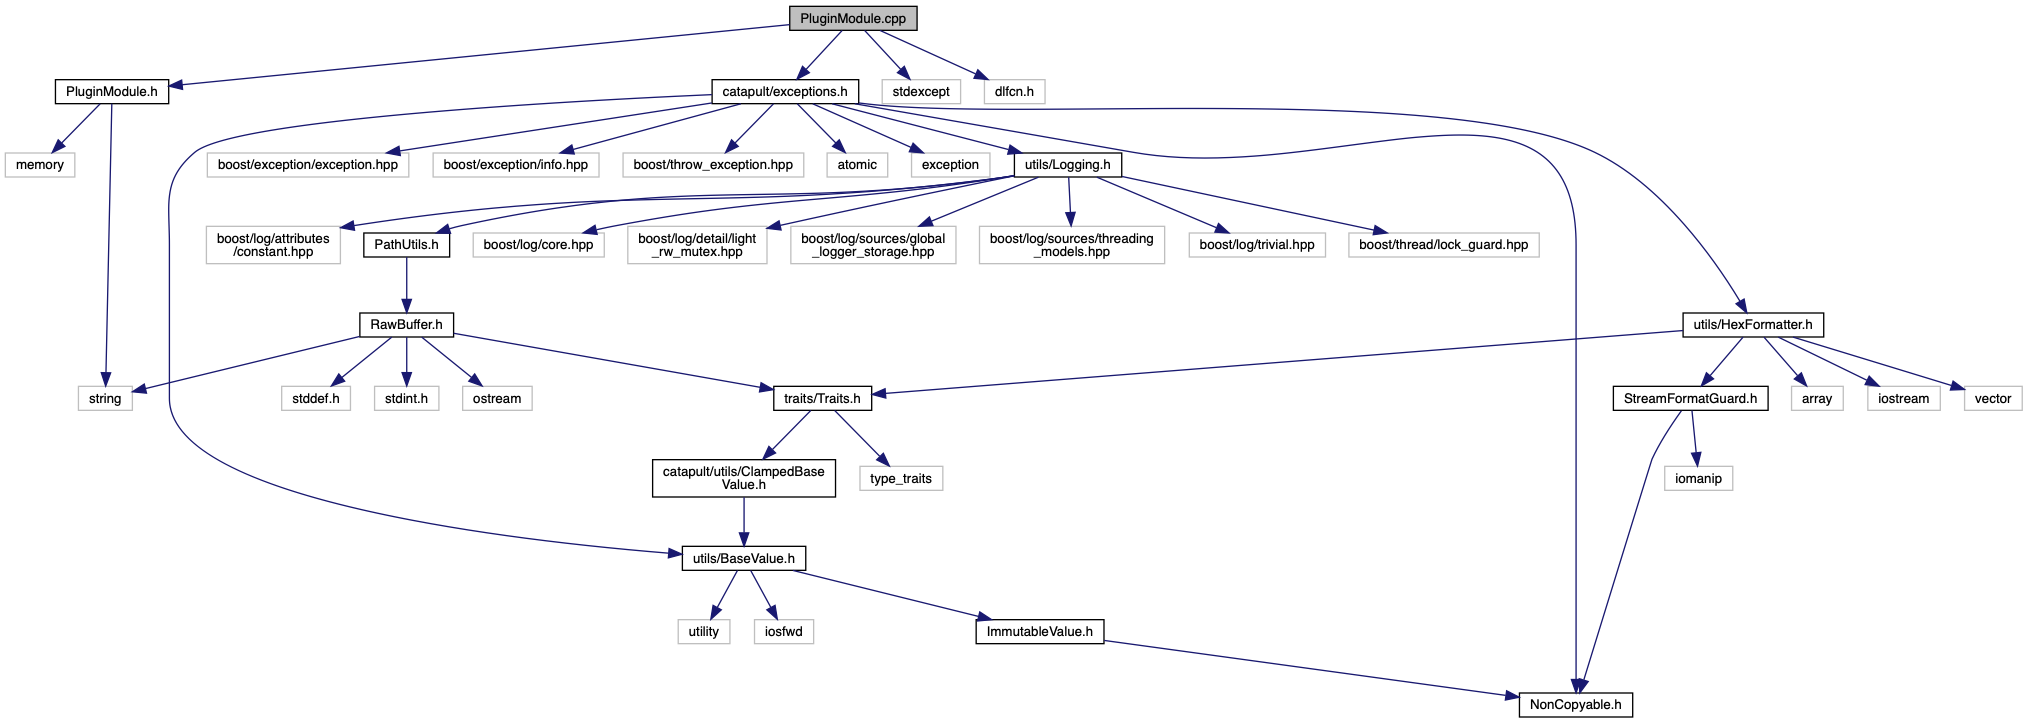 PluginModule.cpp
PluginModule.h
catapult/exceptions.h
stdexcept
dlfcn.h
memory
boost/exception/exception.hpp
boost/exception/info.hpp
boost/throw_exception.hpp
atomic
exception
utils/Logging.h
boost/log/attributes
/constant.hpp
PathUtils.h
boost/log/core.hpp
boost/log/detail/light
_rw_mutex.hpp
boost/log/sources/global
_logger_storage.hpp
boost/log/sources/threading
_models.hpp
boost/log/trivial.hpp
boost/thread/lock_guard.hpp
RawBuffer.h
utils/HexFormatter.h
string
stddef.h
stdint.h
ostream
traits/Traits.h
StreamFormatGuard.h
array
iostream
vector
catapult/utils/ClampedBase
Value.h
type_traits
iomanip
utils/BaseValue.h
utility
iosfwd
ImmutableValue.h
NonCopyable.h